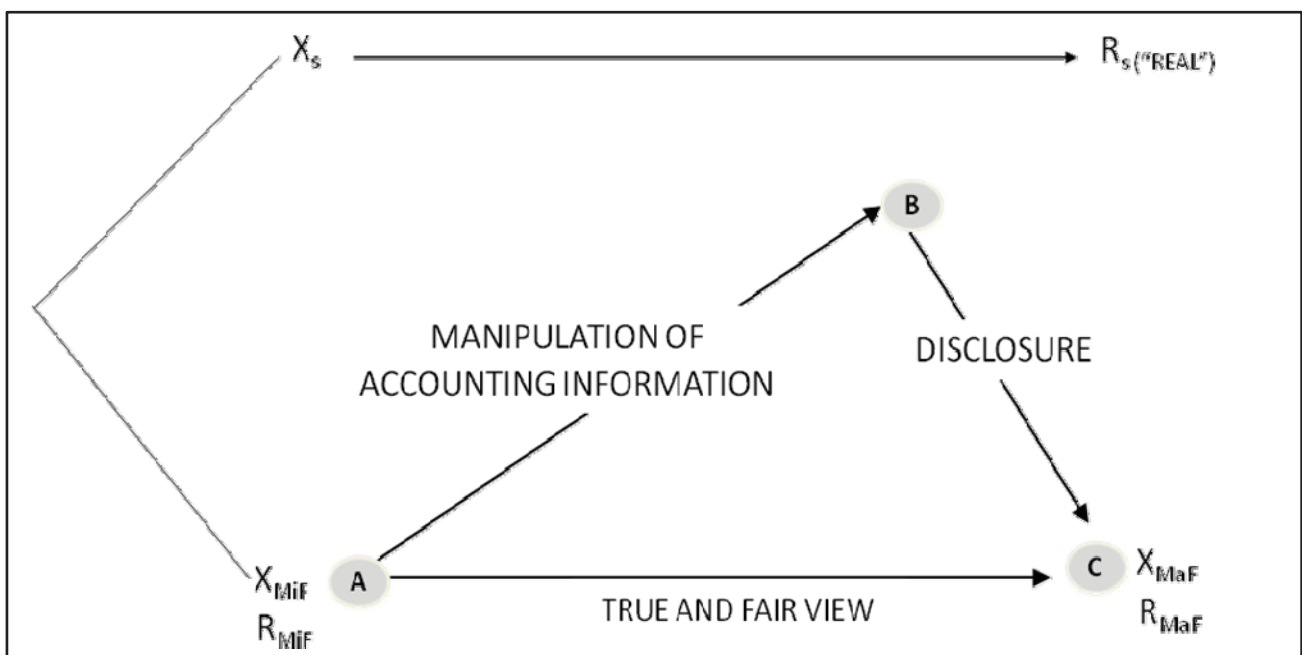 Xs
Rs("REAL")
B
MANIPULATION OF
ACCOUNTING INFORMATION
DISCLOSURE
XMiF
RMiF
A
TRUE AND FAIR VIEW
C
XMaF
RMaF